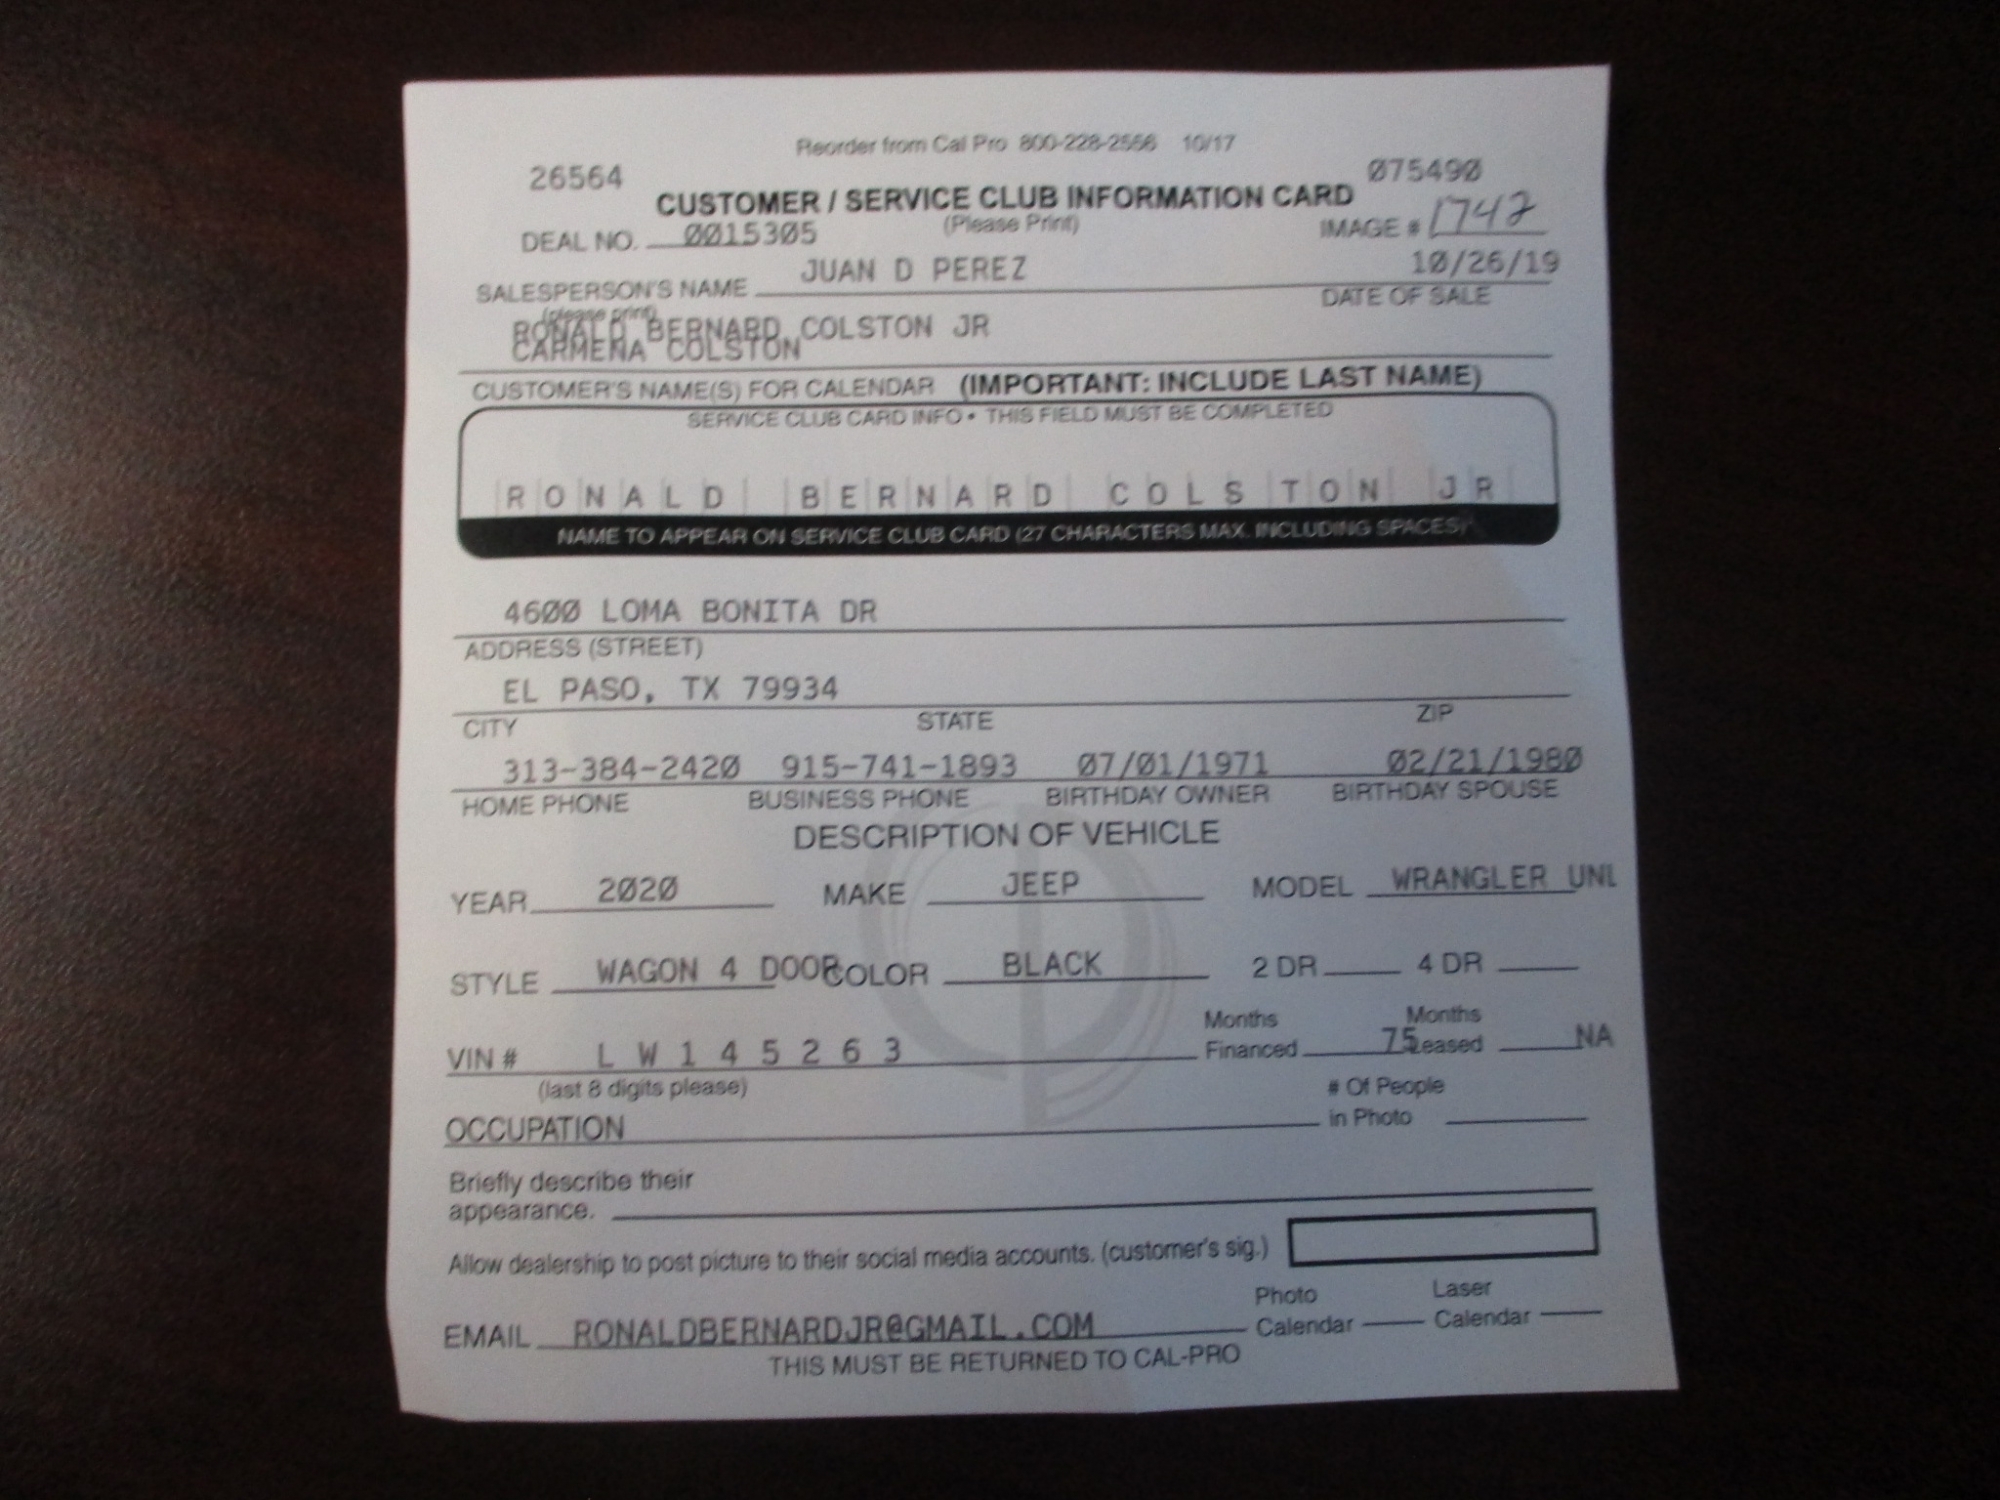 Reorder from Cal Pro 800-228-2556 10/17
26564 075490
CUSTOMER / SERVICE CLUB INFORMATION CARD
DEAL NO. 0015305 (Please Print) IMAGE # 1742
JUAN D PEREZ 10/26/19
SALESPERSON'S NAME DATE OF SALE
(please print)
RONALD BERNARD COLSTON JR
CARMENA COLSTON
CUSTOMER'S NAME(S) FOR CALENDAR (IMPORTANT: INCLUDE LAST NAME)
SERVICE CLUB CARD INFO • THIS FIELD MUST BE COMPLETED
RONALD BERNARD COLSTON JR
NAME TO APPEAR ON SERVICE CLUB CARD (27 CHARACTERS MAX. INCLUDING SPACES)
4600 LOMA BONITA DR
ADDRESS (STREET)
EL PASO, TX 79934
CITY STATE ZIP
313-384-2420 915-741-1893 07/01/1971 02/21/1980
HOME PHONE BUSINESS PHONE BIRTHDAY OWNER BIRTHDAY SPOUSE
DESCRIPTION OF VEHICLE
YEAR 2020 MAKE JEEP MODEL WRANGLER UNL
STYLE WAGON 4 DOOR COLOR BLACK 2 DR 4 DR
Months Months
VIN # L W 1 4 5 2 6 3 Financed 75 Leased NA
(last 8 digits please) # Of People
OCCUPATION in Photo
Briefly describe their
appearance.
Allow dealership to post picture to their social media accounts. (customer's sig.)
Photo Laser
EMAIL RONALDBERNARDJR@GMAIL.COM Calendar Calendar
THIS MUST BE RETURNED TO CAL-PRO